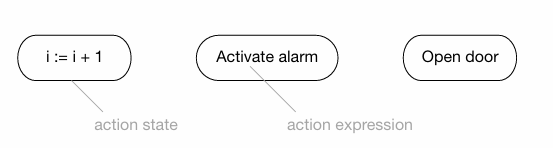 i := i + 1
Activate alarm
Open door
action state
action expression